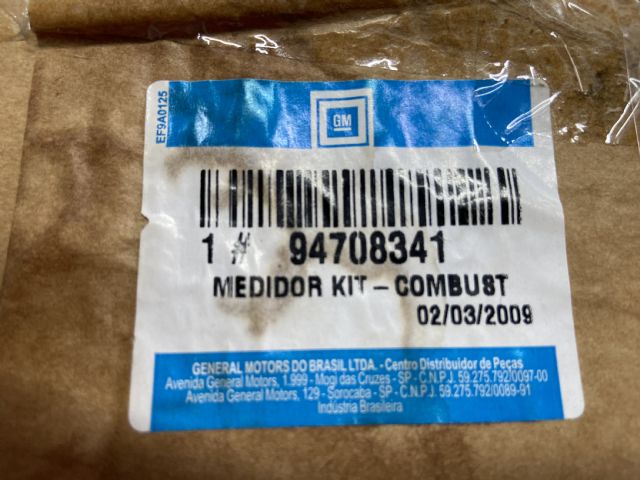 EF9A0125
GM
1 # 94708341
MEDIDOR KIT - COMBUST
02/03/2009
GENERAL MOTORS DO BRASIL LTDA. - Centro Distribuidor de Peças
Avenida General Motors, 1.999 - Mogi das Cruzes - SP - C.N.P.J. 59.275.792/0097-00
Avenida General Motors, 129 - Sorocaba - SP - C.N.P.J. 59.275.792/0089-91
Indústria Brasileira